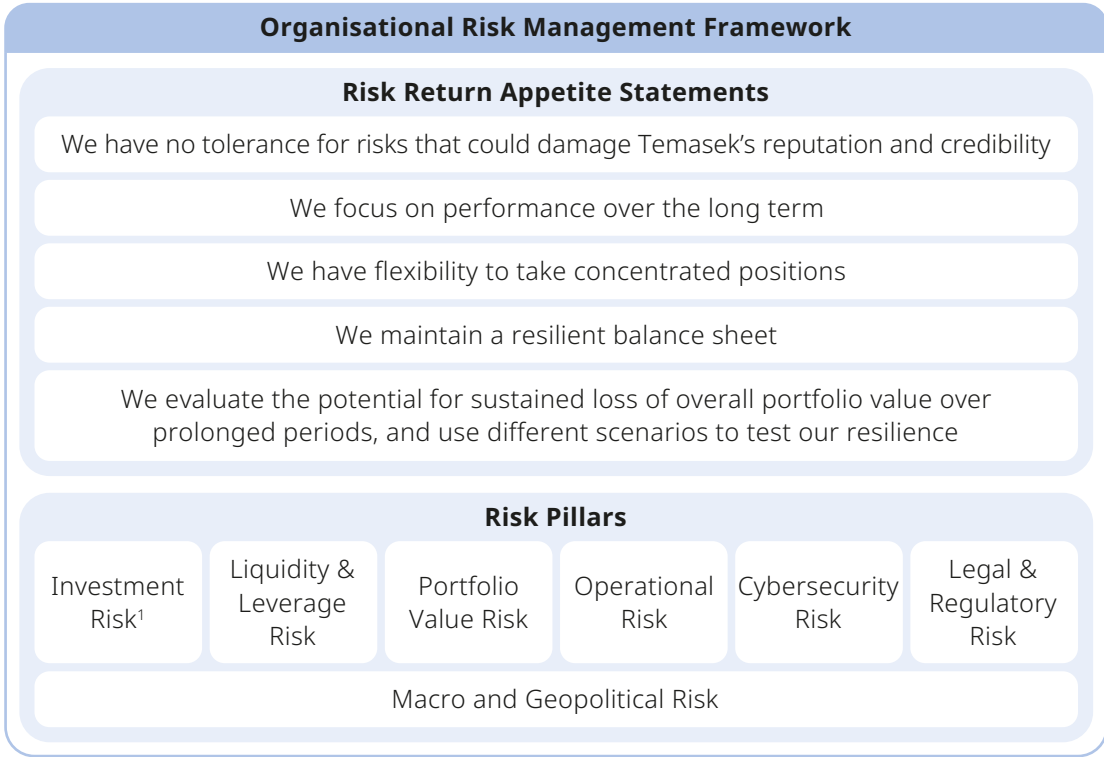 Organisational Risk Management Framework
Risk Return Appetite Statements
We have no tolerance for risks that could damage Temasek’s reputation and credibility
We focus on performance over the long term
We have flexibility to take concentrated positions
We maintain a resilient balance sheet
We evaluate the potential for sustained loss of overall portfolio value over
prolonged periods, and use different scenarios to test our resilience
Risk Pillars
Investment
Risk¹
Liquidity &
Leverage
Risk
Portfolio
Value Risk
Operational
Risk
Cybersecurity
Risk
Legal &
Regulatory
Risk
Macro and Geopolitical Risk